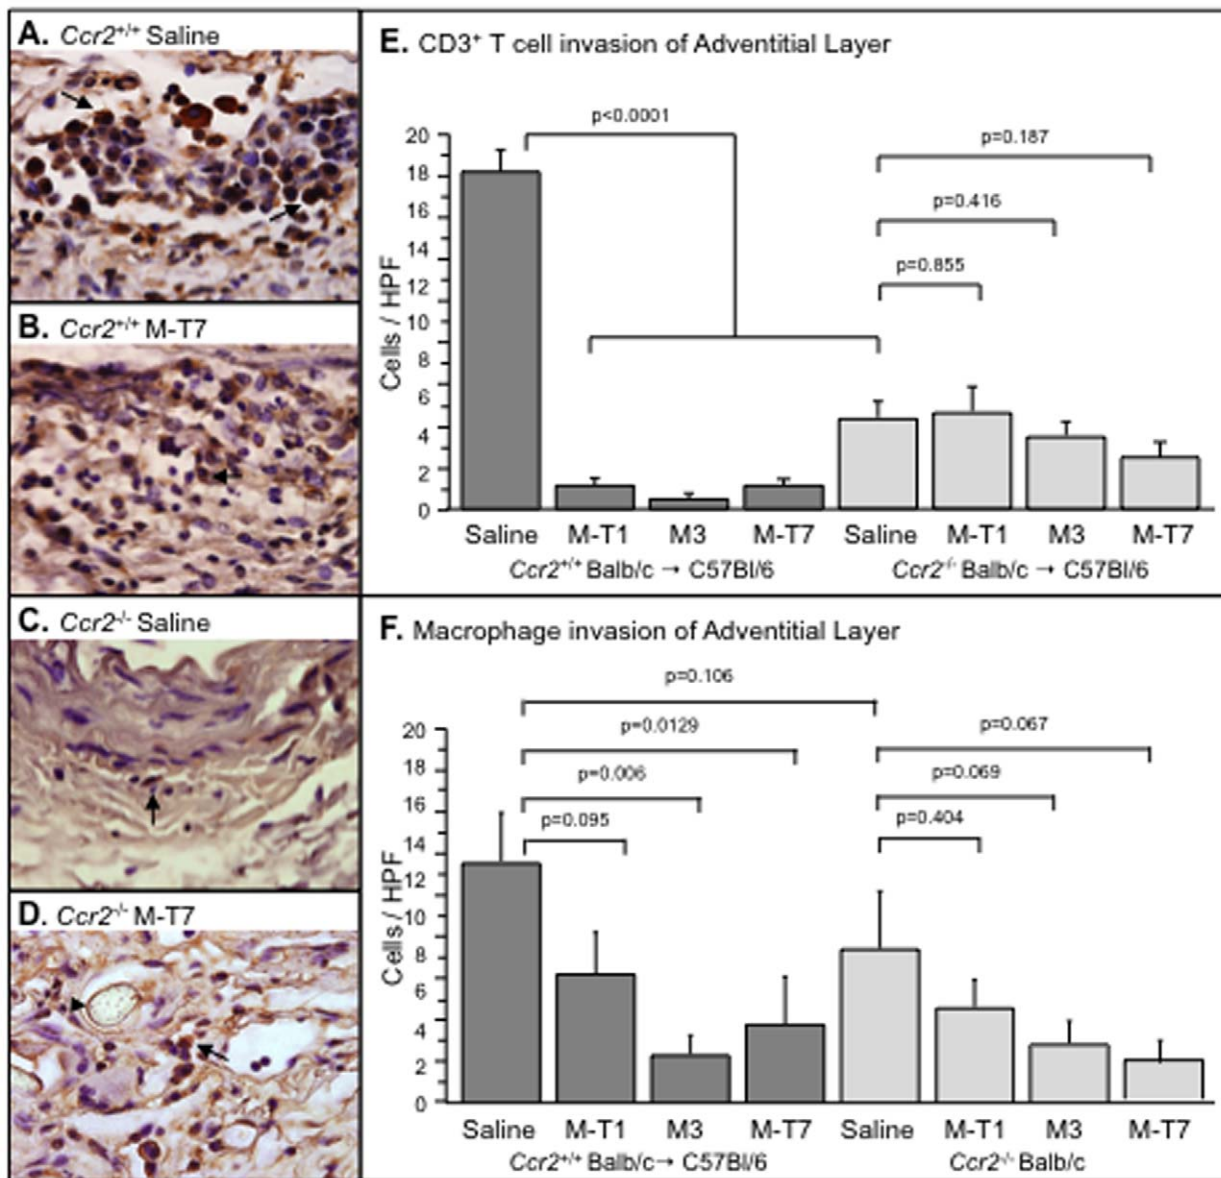 A. Ccr2+/+ Saline
B. Ccr2+/+ M-T7
C. Ccr2-/- Saline
D. Ccr2-/- M-T7
E. CD3+ T cell invasion of Adventitial Layer
p<0.0001
p=0.187
p=0.416
p=0.855
Cells / HPF
20
18
16
14
12
10
8
6
4
2
0
Saline M-T1 M3 M-T7 Saline M-T1 M3 M-T7
Ccr2+/+ Balb/c → C57Bl/6 Ccr2-/- Balb/c → C57Bl/6
F. Macrophage invasion of Adventitial Layer
p=0.106
p=0.0129
p=0.067
p=0.006
p=0.069
p=0.095
p=0.404
Cells / HPF
20
18
16
14
12
10
8
4
2
0
Saline M-T1 M3 M-T7 Saline M-T1 M3 M-T7
Ccr2+/+ Balb/c→ C57Bl/6 Ccr2-/- Balb/c